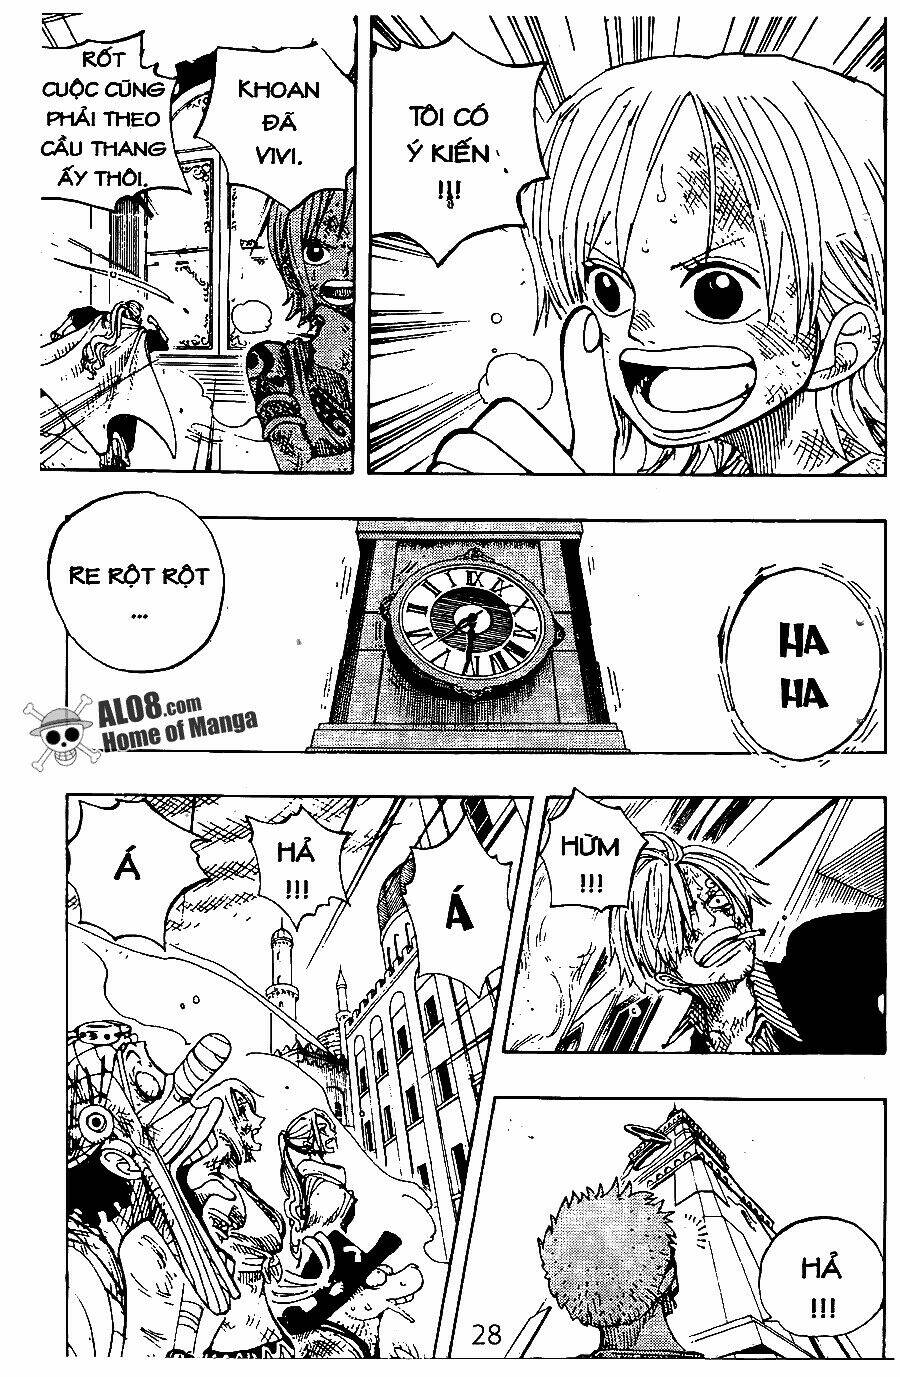 RỐT
CUỘC CŨNG
PHẢI THEO
CẦU THANG
ẤY THÔI.
KHOAN
ĐÃ
VIVI.
TÔI CÓ
Ý KIẾN
!!!
RE RỘT RỘT
...
HA
HA
AL08.com
Home of Manga
Á
HẢ
!!!
Á
HỪM
!!!
HẢ
!!!
28